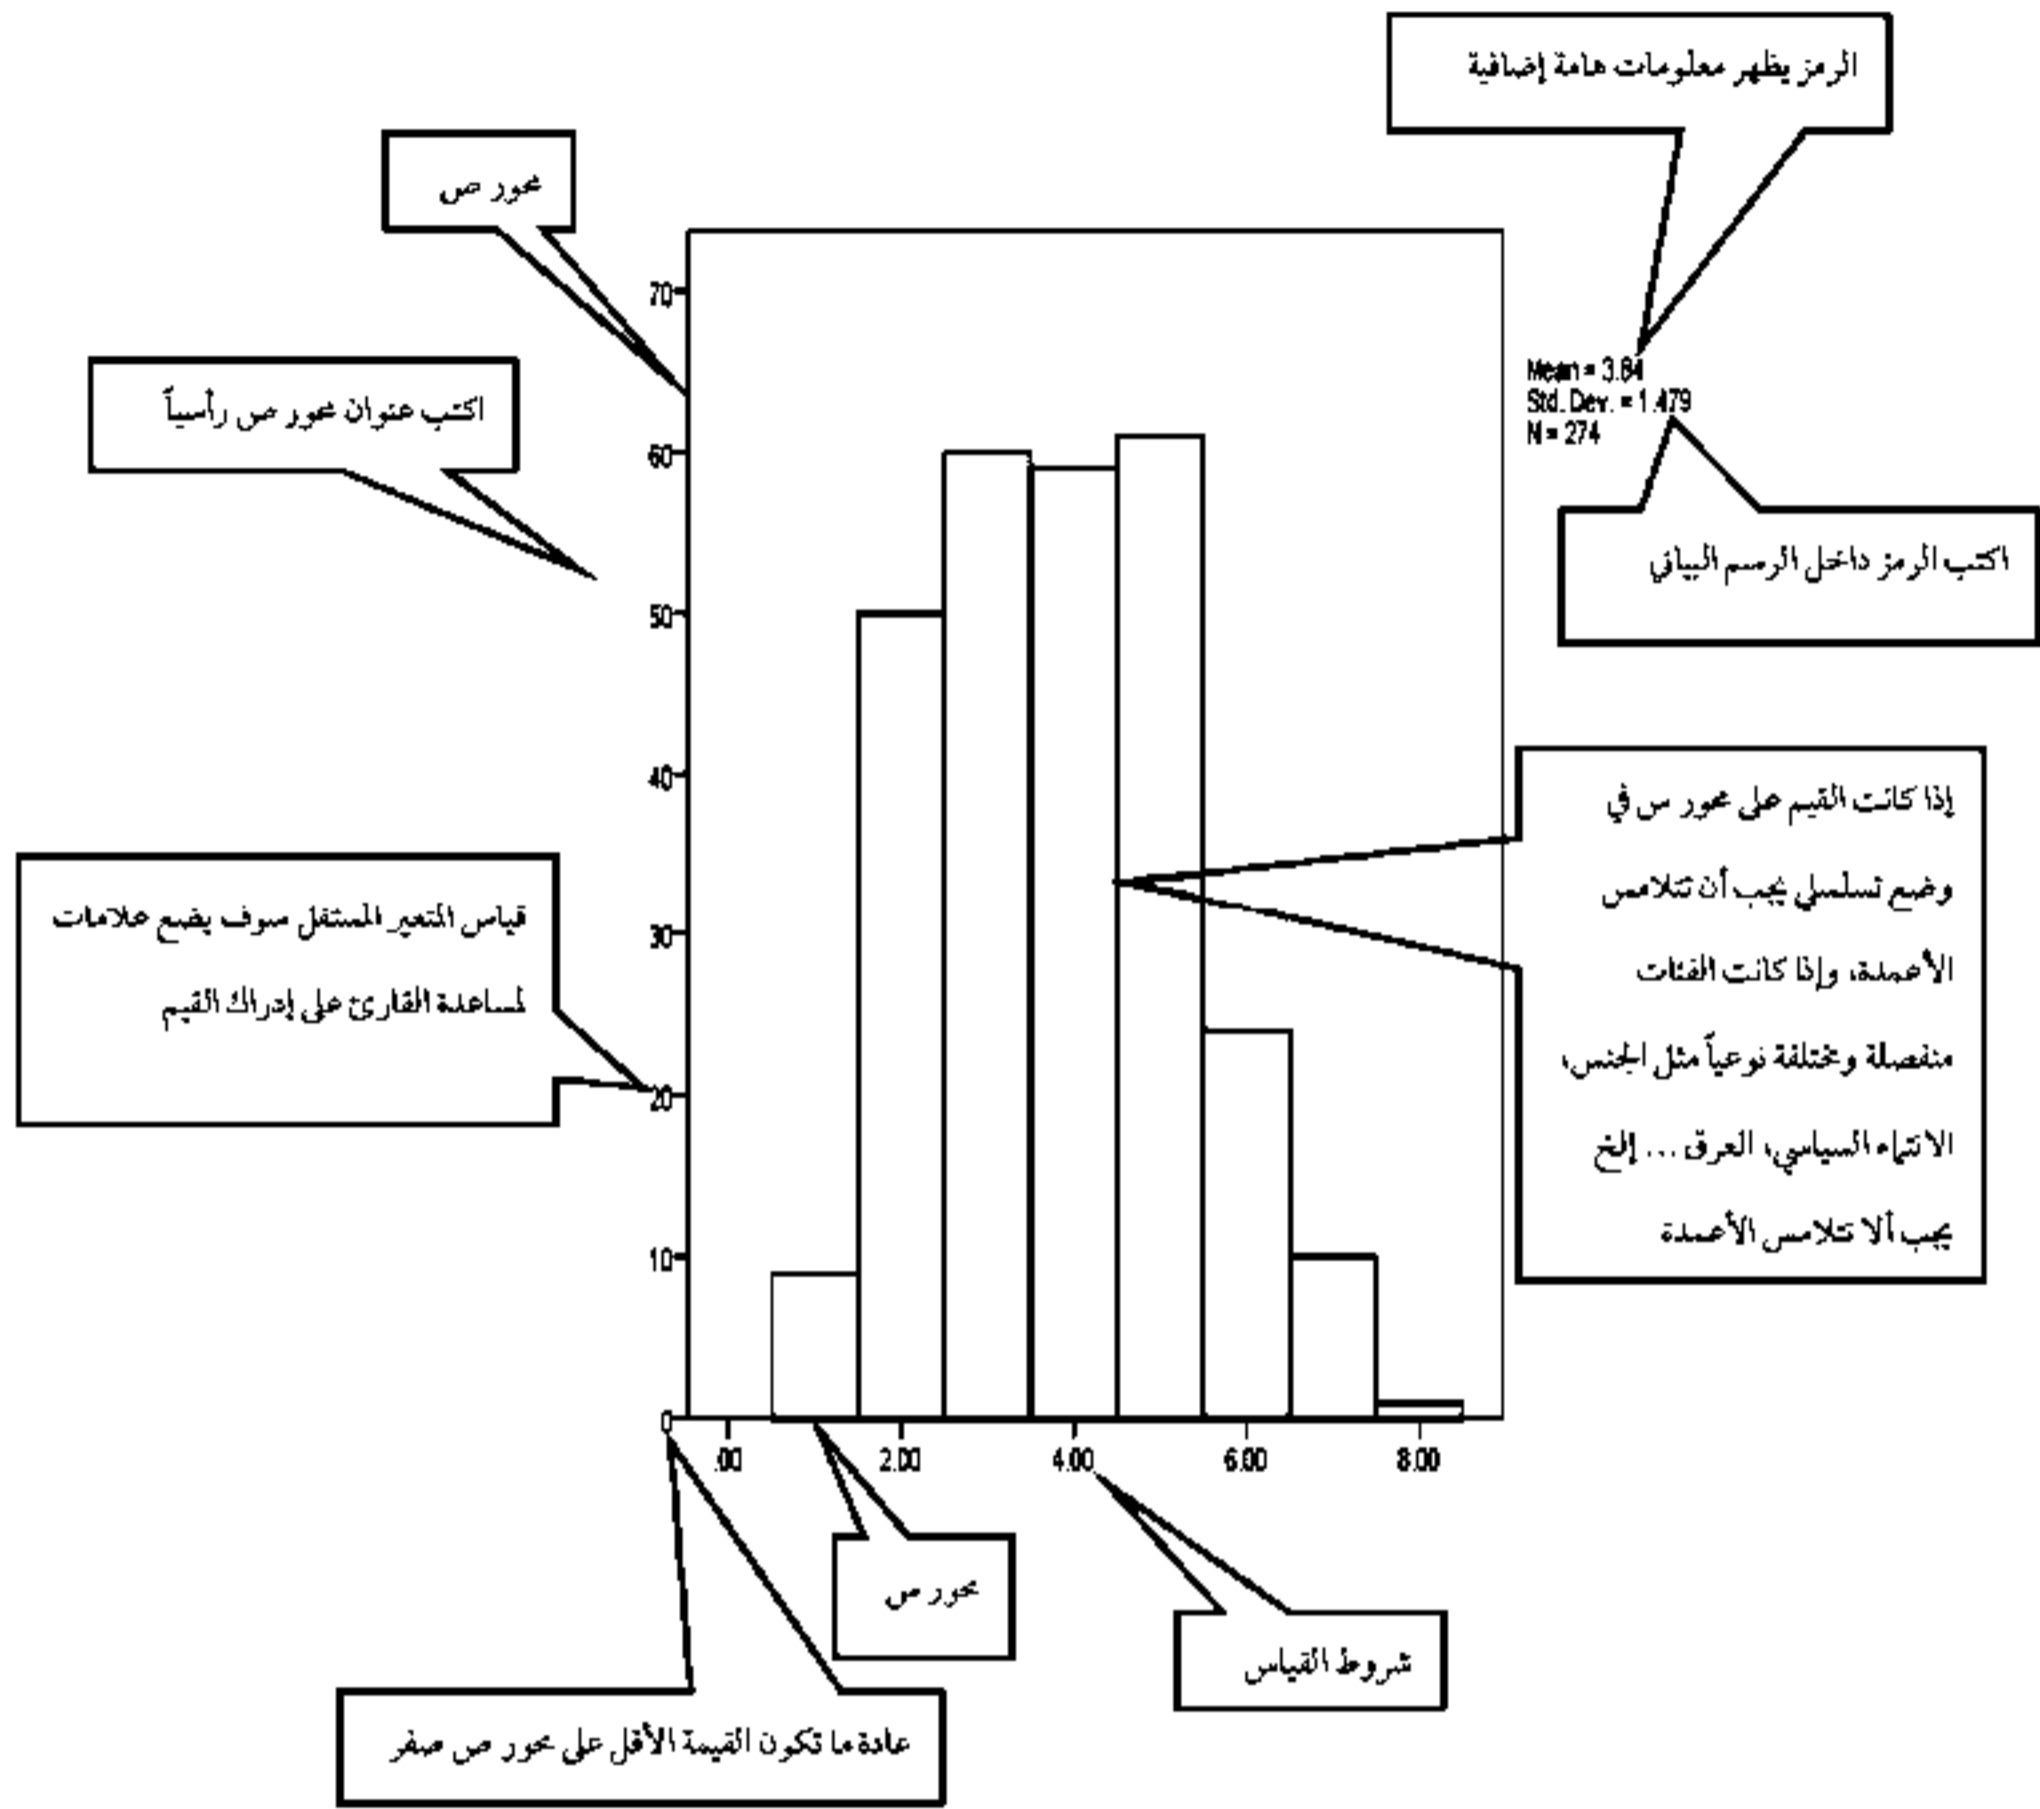 الرمز يظهر معلومات هامة إضافية
محور ص
اكتب عنوان محور ص رأسياً
Mean = 3.84
Std. Dev. = 1.479
N = 274
اكتب الرمز داخل الرسم البياني
إذا كانت القيم على محور س في
وضع تسلسلي يجب أن تتلامس
الأعمدة، وإذا كانت الفئات
منفصلة ومختلفة نوعياً مثل الجنس،
الانتماء السياسي، العرق ... إلخ
يجب ألا تتلامس الأعمدة
قياس المتغير المستقل سوف يضع علامات
لمساعدة القارئ على إدراك القيم
70
60
50
40
30
20
10
0
.00 2.00 4.00 6.00 8.00
محور س
شروط القياس
عادة ما تكون القيمة الأقل على محور ص صفر